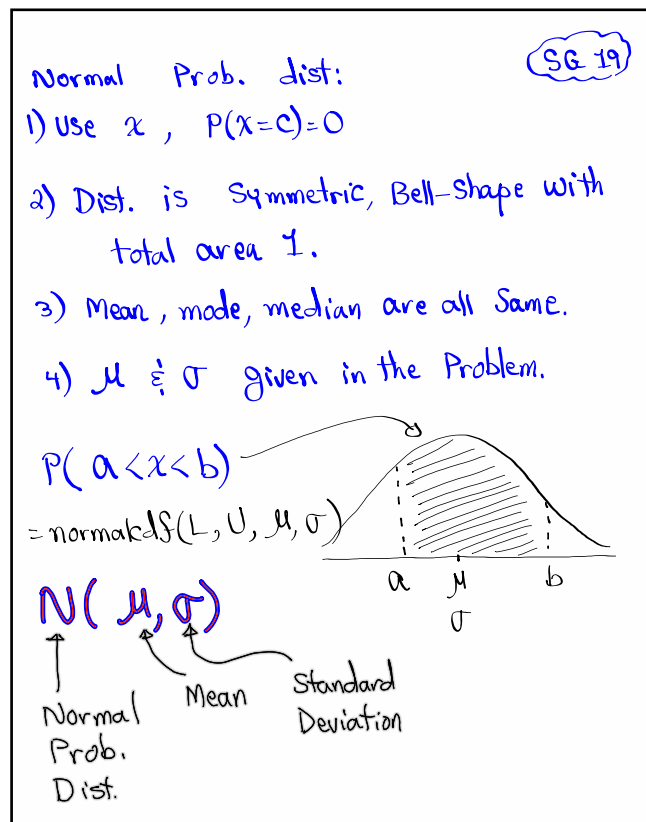 SG 19
Normal Prob. dist:
1) Use x, P(x=c)=0
2) Dist. is Symmetric, Bell-Shape with
total area 1.
3) Mean, mode, median are all Same.
4) μ & σ given in the Problem.
P(a<x<b)
=normalcdf(L, U, μ, σ)
a μ b
σ
N(μ, σ)
Mean
Standard
Deviation
Normal
Prob.
Dist.